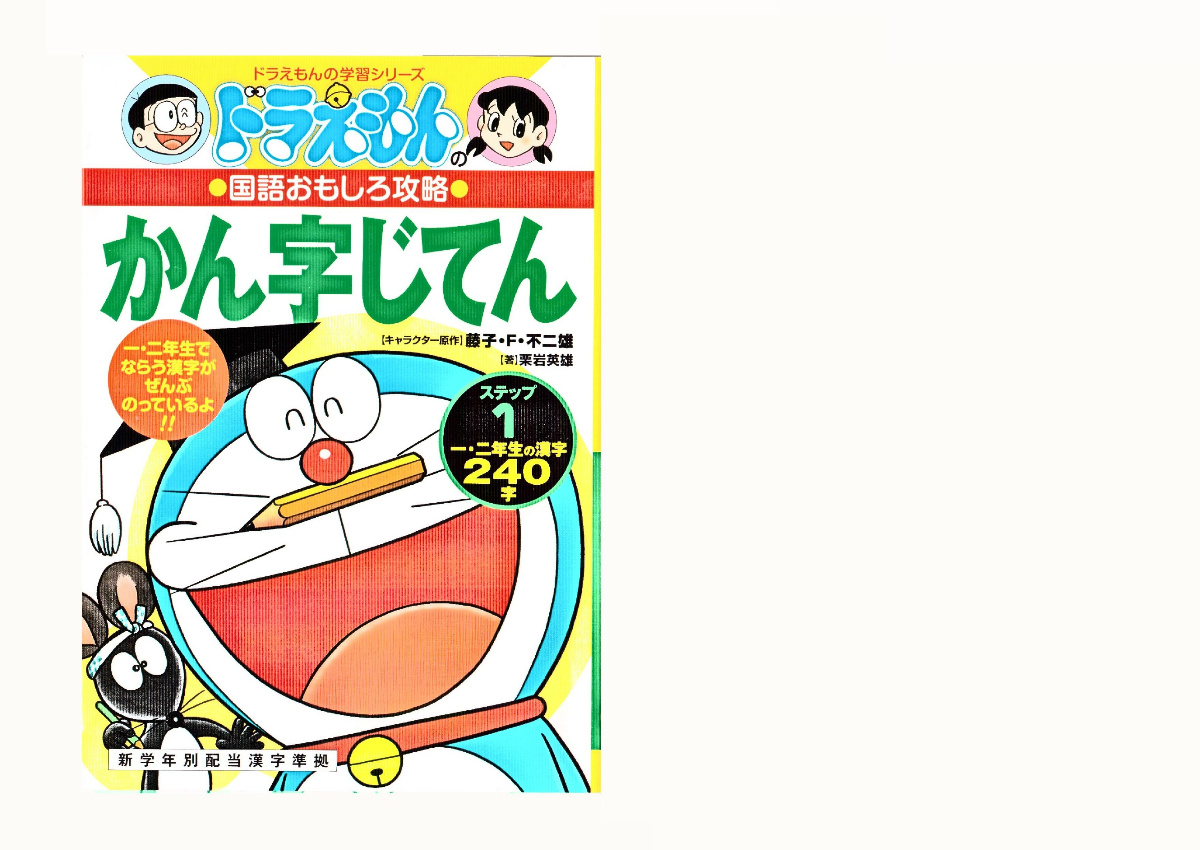 ドラえもんの学習シリーズ
ドラえもんの
国語おもしろ攻略
かん字じてん
【キャラクター原作】藤子・F・不二雄
【著】栗岩英雄
一・二年生で
ならう漢字が
ぜんぶ
のっているよ
!!
ステップ
1
一・二年生の漢字
240
字
新学年別配当漢字準拠